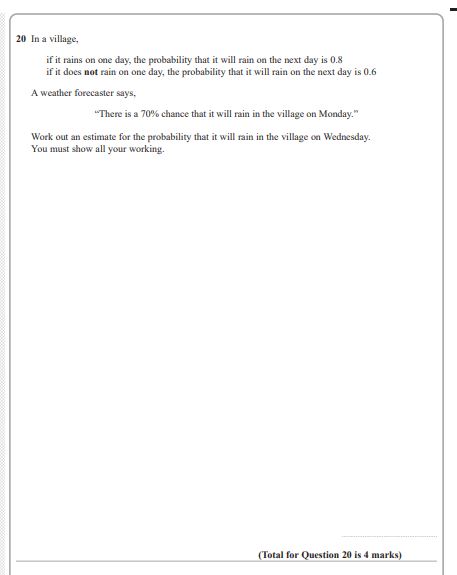 20 In a village,
if it rains on one day, the probability that it will rain on the next day is 0.8
if it does not rain on one day, the probability that it will rain on the next day is 0.6
A weather forecaster says,
“There is a 70% chance that it will rain in the village on Monday.”
Work out an estimate for the probability that it will rain in the village on Wednesday.
You must show all your working.
(Total for Question 20 is 4 marks)